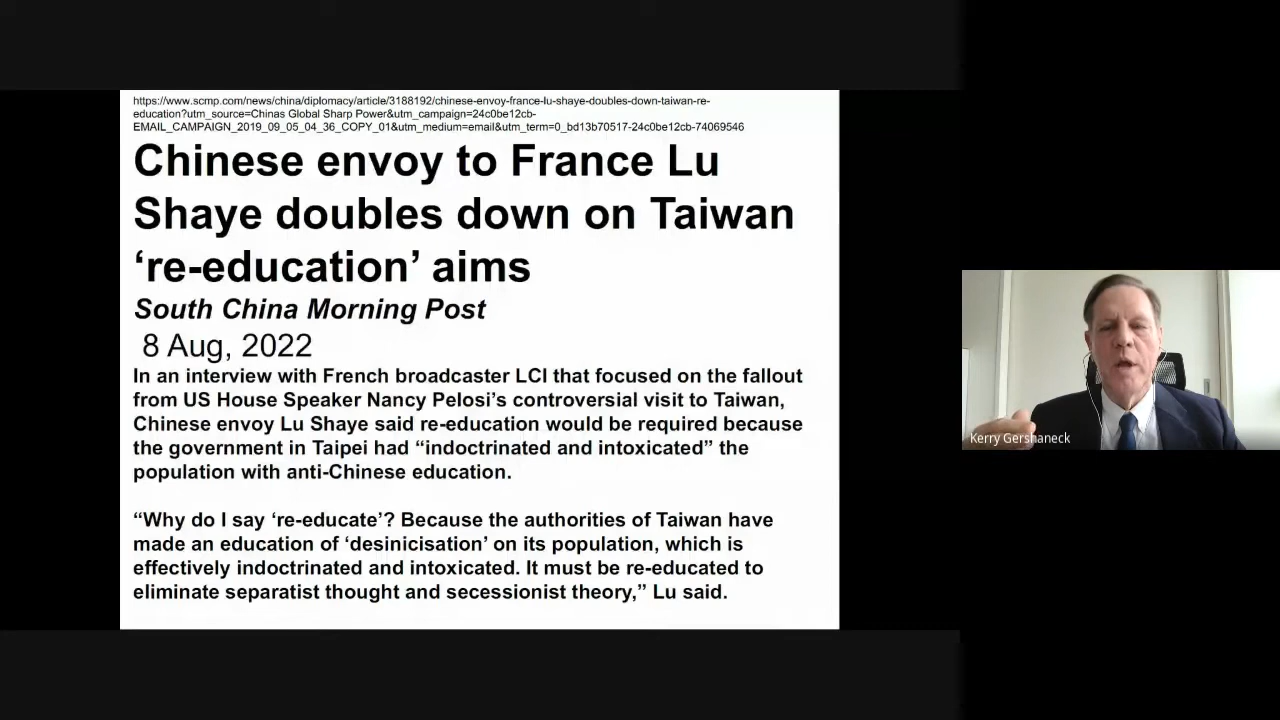 https://www.scmp.com/news/china/diplomacy/article/3188192/chinese-envoy-france-lu-shaye-doubles-down-taiwan-re-
education?utm_source=Chinas Global Sharp Power&utm_campaign=24c0be12cb-
EMAIL_CAMPAIGN_2019_09_05_04_36_COPY_01&utm_medium=email&utm_term=0_bd13b70517-24c0be12cb-74069546
Chinese envoy to France Lu
Shaye doubles down on Taiwan
‘re-education’ aims
South China Morning Post
8 Aug, 2022
In an interview with French broadcaster LCI that focused on the fallout
from US House Speaker Nancy Pelosi’s controversial visit to Taiwan,
Chinese envoy Lu Shaye said re-education would be required because
the government in Taipei had “indoctrinated and intoxicated” the
population with anti-Chinese education.
“Why do I say ‘re-educate’? Because the authorities of Taiwan have
made an education of ‘desinicisation’ on its population, which is
effectively indoctrinated and intoxicated. It must be re-educated to
eliminate separatist thought and secessionist theory,” Lu said.
Kerry Gershaneck